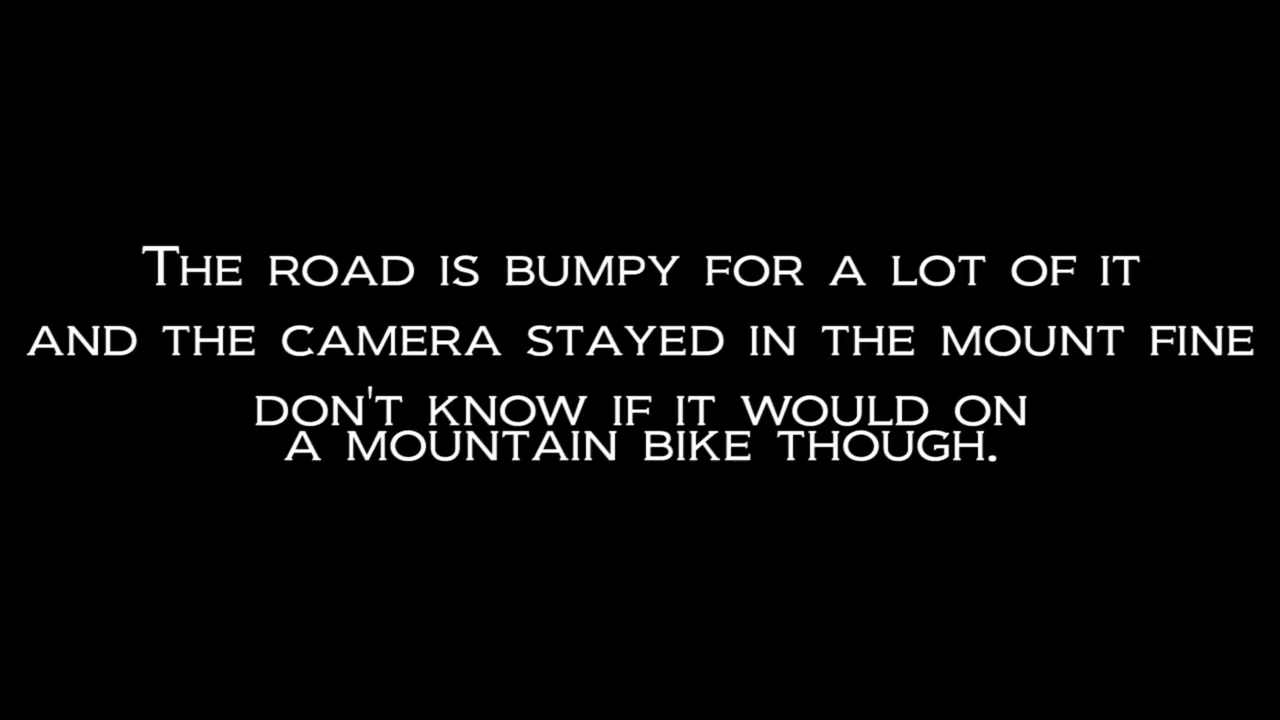 The road is bumpy for a lot of it
and the camera stayed in the mount fine
don't know if it would on
a mountain bike though.